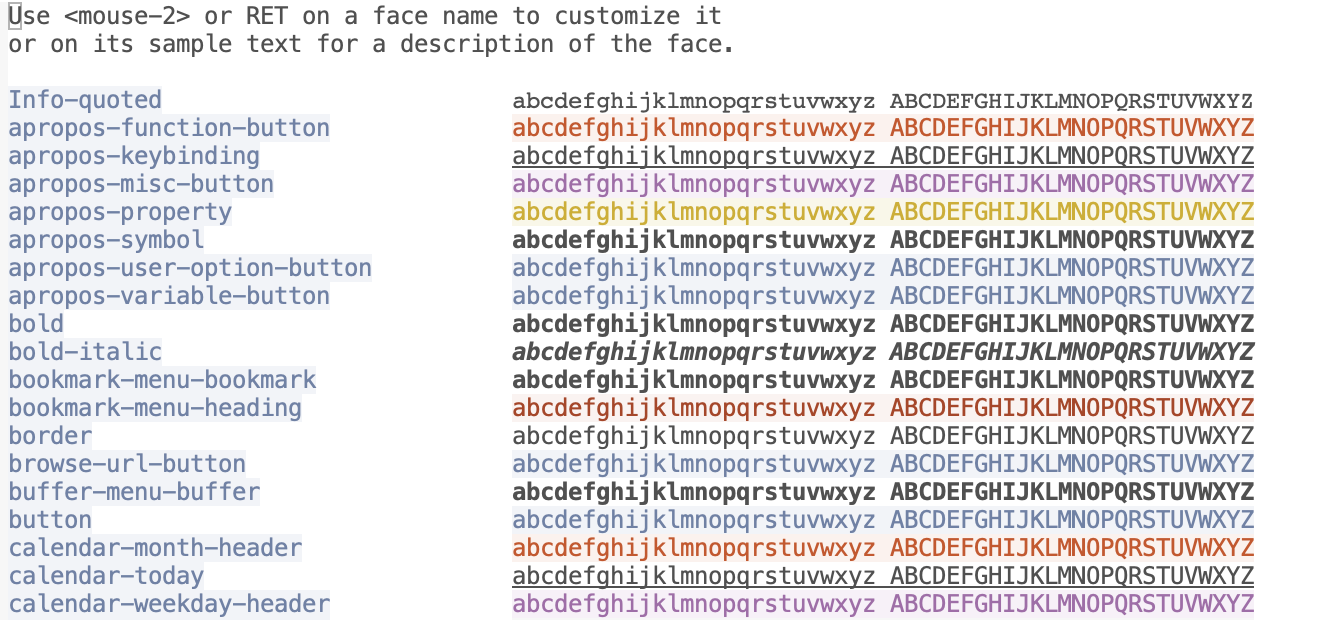 Use <mouse-2> or RET on a face name to customize it
or on its sample text for a description of the face.
Info-quoted abcdefghijklmnopqrstuvwxyz ABCDEFGHIJKLMNOPQRSTUVWXYZ
apropos-function-button abcdefghijklmnopqrstuvwxyz ABCDEFGHIJKLMNOPQRSTUVWXYZ
apropos-keybinding abcdefghijklmnopqrstuvwxyz ABCDEFGHIJKLMNOPQRSTUVWXYZ
apropos-misc-button abcdefghijklmnopqrstuvwxyz ABCDEFGHIJKLMNOPQRSTUVWXYZ
apropos-property abcdefghijklmnopqrstuvwxyz ABCDEFGHIJKLMNOPQRSTUVWXYZ
apropos-symbol abcdefghijklmnopqrstuvwxyz ABCDEFGHIJKLMNOPQRSTUVWXYZ
apropos-user-option-button abcdefghijklmnopqrstuvwxyz ABCDEFGHIJKLMNOPQRSTUVWXYZ
apropos-variable-button abcdefghijklmnopqrstuvwxyz ABCDEFGHIJKLMNOPQRSTUVWXYZ
bold abcdefghijklmnopqrstuvwxyz ABCDEFGHIJKLMNOPQRSTUVWXYZ
bold-italic abcdefghijklmnopqrstuvwxyz ABCDEFGHIJKLMNOPQRSTUVWXYZ
bookmark-menu-bookmark abcdefghijklmnopqrstuvwxyz ABCDEFGHIJKLMNOPQRSTUVWXYZ
bookmark-menu-heading abcdefghijklmnopqrstuvwxyz ABCDEFGHIJKLMNOPQRSTUVWXYZ
border abcdefghijklmnopqrstuvwxyz ABCDEFGHIJKLMNOPQRSTUVWXYZ
browse-url-button abcdefghijklmnopqrstuvwxyz ABCDEFGHIJKLMNOPQRSTUVWXYZ
buffer-menu-buffer abcdefghijklmnopqrstuvwxyz ABCDEFGHIJKLMNOPQRSTUVWXYZ
button abcdefghijklmnopqrstuvwxyz ABCDEFGHIJKLMNOPQRSTUVWXYZ
calendar-month-header abcdefghijklmnopqrstuvwxyz ABCDEFGHIJKLMNOPQRSTUVWXYZ
calendar-today abcdefghijklmnopqrstuvwxyz ABCDEFGHIJKLMNOPQRSTUVWXYZ
calendar-weekday-header abcdefghijklmnopqrstuvwxyz ABCDEFGHIJKLMNOPQRSTUVWXYZ